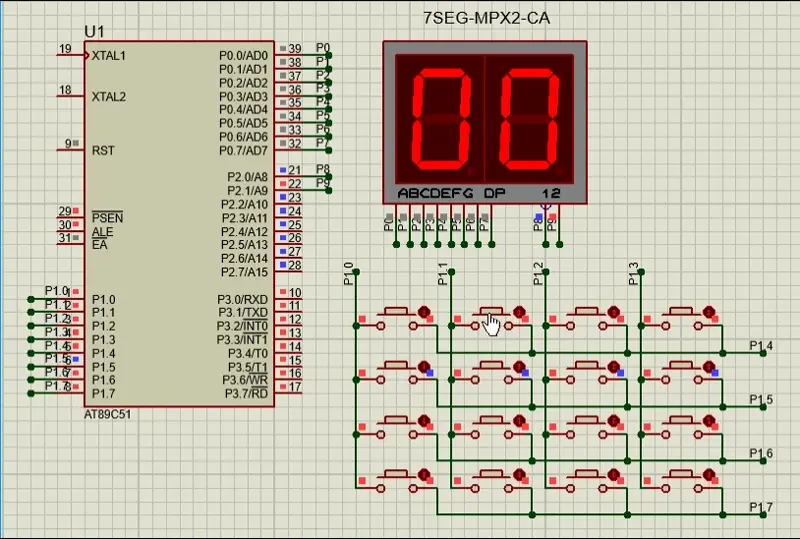 7SEG-MPX2-CA
U1
19 XTAL1
18 XTAL2
9 RST
29 PSEN
30 ALE
31 EA
P1.0 1 P1.0
P1.1 2 P1.1
P1.2 3 P1.2
P1.3 4 P1.3
P1.4 5 P1.4
P1.5 6 P1.5
P1.6 7 P1.6
P1.7 8 P1.7
P0.0/AD0 39 P0
P0.1/AD1 38 P1
P0.2/AD2 37 P2
P0.3/AD3 36 P3
P0.4/AD4 35 P4
P0.5/AD5 34 P5
P0.6/AD6 33 P6
P0.7/AD7 32 P7
P2.0/A8 21 P8
P2.1/A9 22 P9
P2.2/A10 23
P2.3/A11 24
P2.4/A12 25
P2.5/A13 26
P2.6/A14 27
P2.7/A15 28
P3.0/RXD 10
P3.1/TXD 11
P3.2/INT0 12
P3.3/INT1 13
P3.4/T0 14
P3.5/T1 15
P3.6/WR 16
P3.7/RD 17
AT89C51
00
ABCDEFG DP 12
P0 P1 P2 P3 P4 P5 P6 P7 P8 P9
P1.0 P1.1 P1.2 P1.3
P1.4
P1.5
P1.6
P1.7